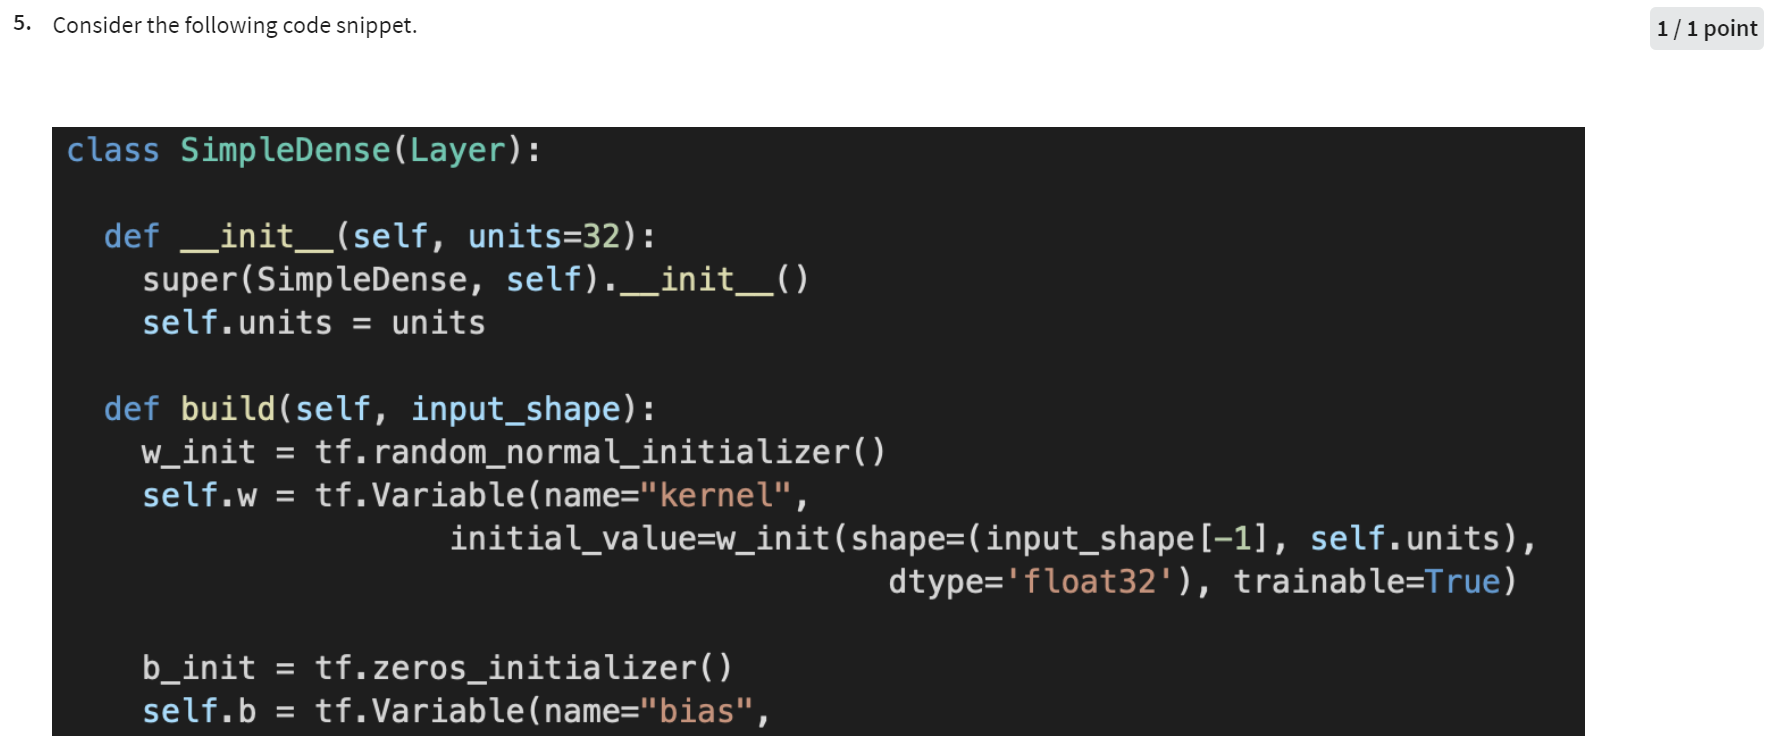 5. Consider the following code snippet.
1 / 1 point
class SimpleDense(Layer):
def __init__(self, units=32):
super(SimpleDense, self).__init__()
self.units = units
def build(self, input_shape):
w_init = tf.random_normal_initializer()
self.w = tf.Variable(name="kernel",
initial_value=w_init(shape=(input_shape[-1], self.units),
dtype='float32'), trainable=True)
b_init = tf.zeros_initializer()
self.b = tf.Variable(name="bias",